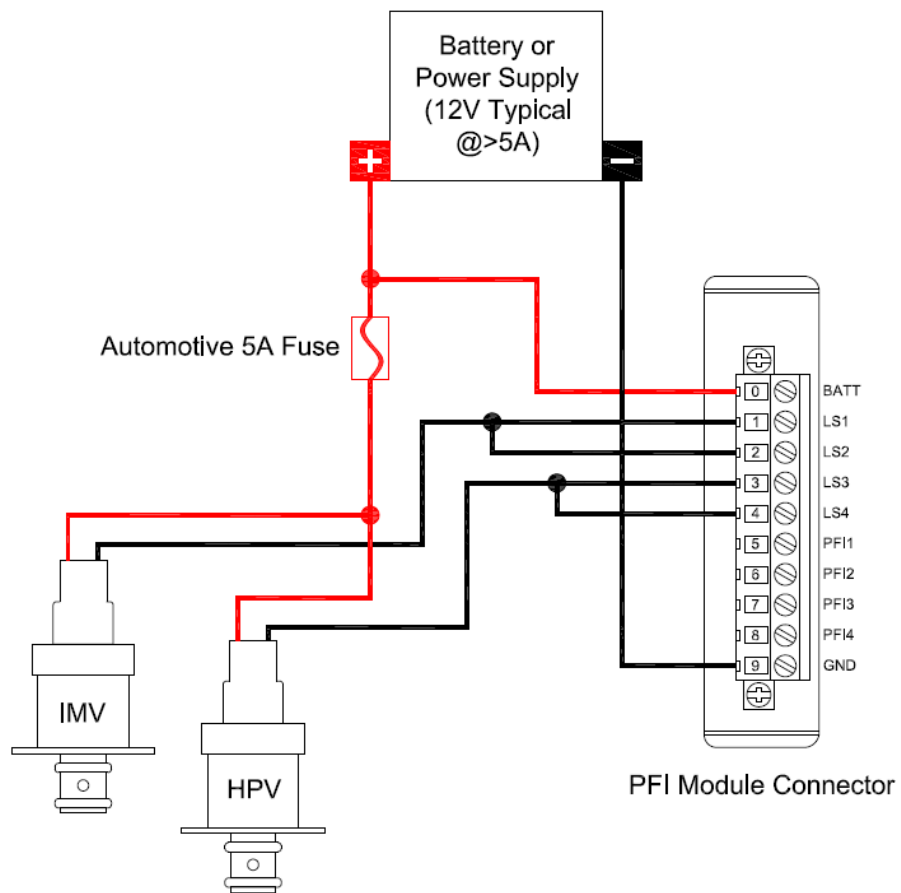 Battery or
Power Supply
(12V Typical
@>5A)
+
-
Automotive 5A Fuse
0 BATT
1 LS1
2 LS2
3 LS3
4 LS4
5 PFI1
6 PFI2
7 PFI3
8 PFI4
9 GND
IMV
HPV
PFI Module Connector